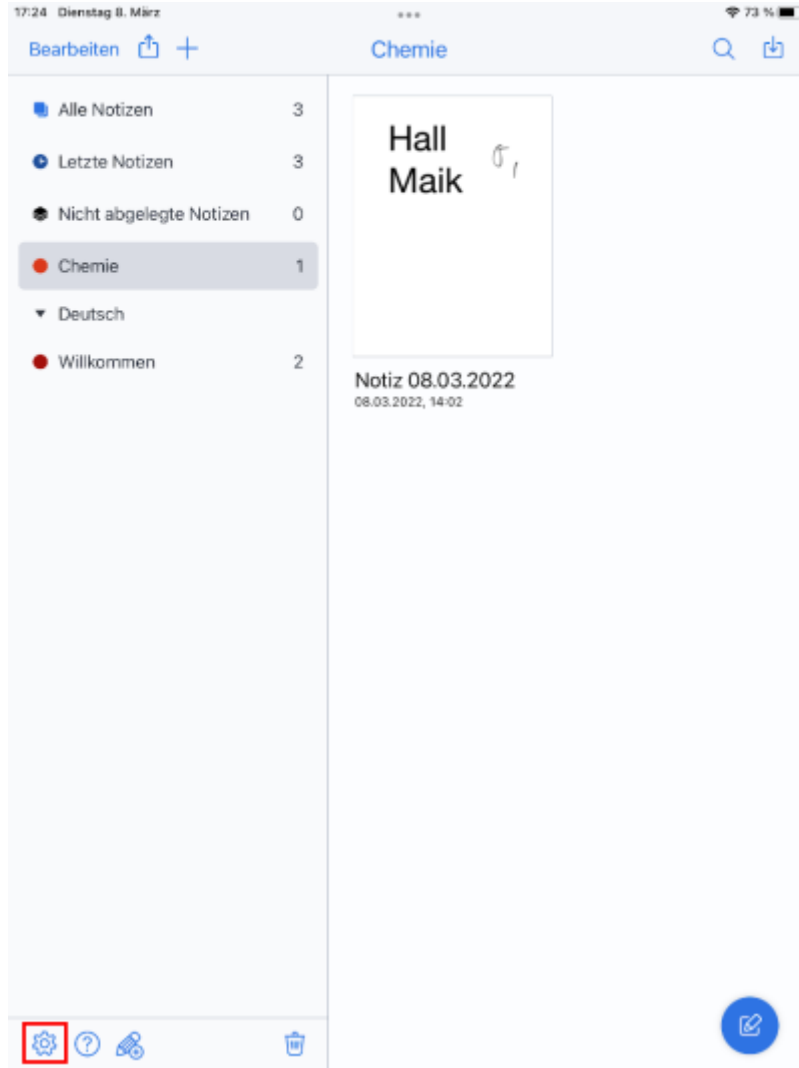 17:24 Dienstag 8. März
73 %
Bearbeiten
Chemie
Alle Notizen 3
Letzte Notizen 3
Nicht abgelegte Notizen 0
Chemie 1
Deutsch
Willkommen 2
Hall
Maik
Notiz 08.03.2022
08.03.2022, 14:02